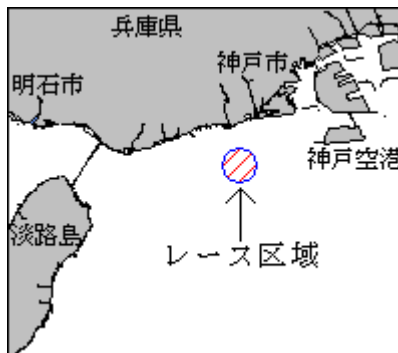 兵庫県
神戸市
明石市
神戸空港
淡路島
レース区域